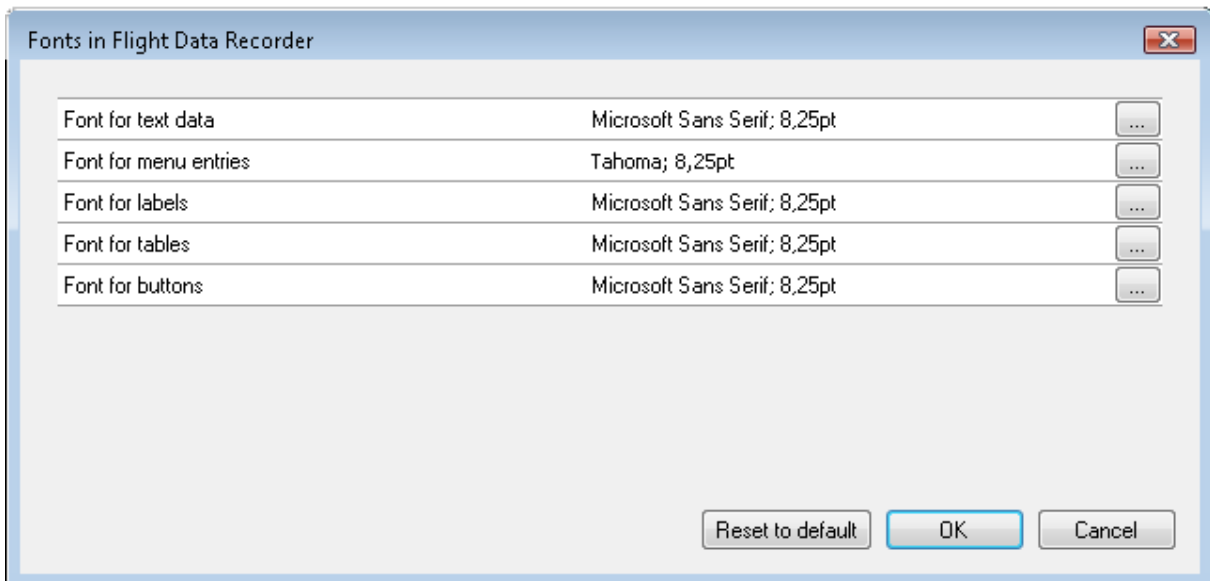 Fonts in Flight Data Recorder
Font for text data Microsoft Sans Serif; 8,25pt ...
Font for menu entries Tahoma; 8,25pt ...
Font for labels Microsoft Sans Serif; 8,25pt ...
Font for tables Microsoft Sans Serif; 8,25pt ...
Font for buttons Microsoft Sans Serif; 8,25pt ...
Reset to default OK Cancel